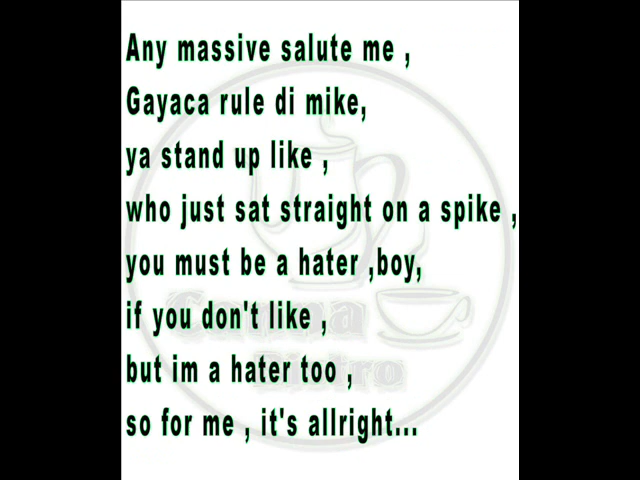 Any massive salute me ,
Gayaca rule di mike,
ya stand up like ,
who just sat straight on a spike ,
you must be a hater ,boy,
if you don't like ,
but im a hater too ,
so for me , it's allright...